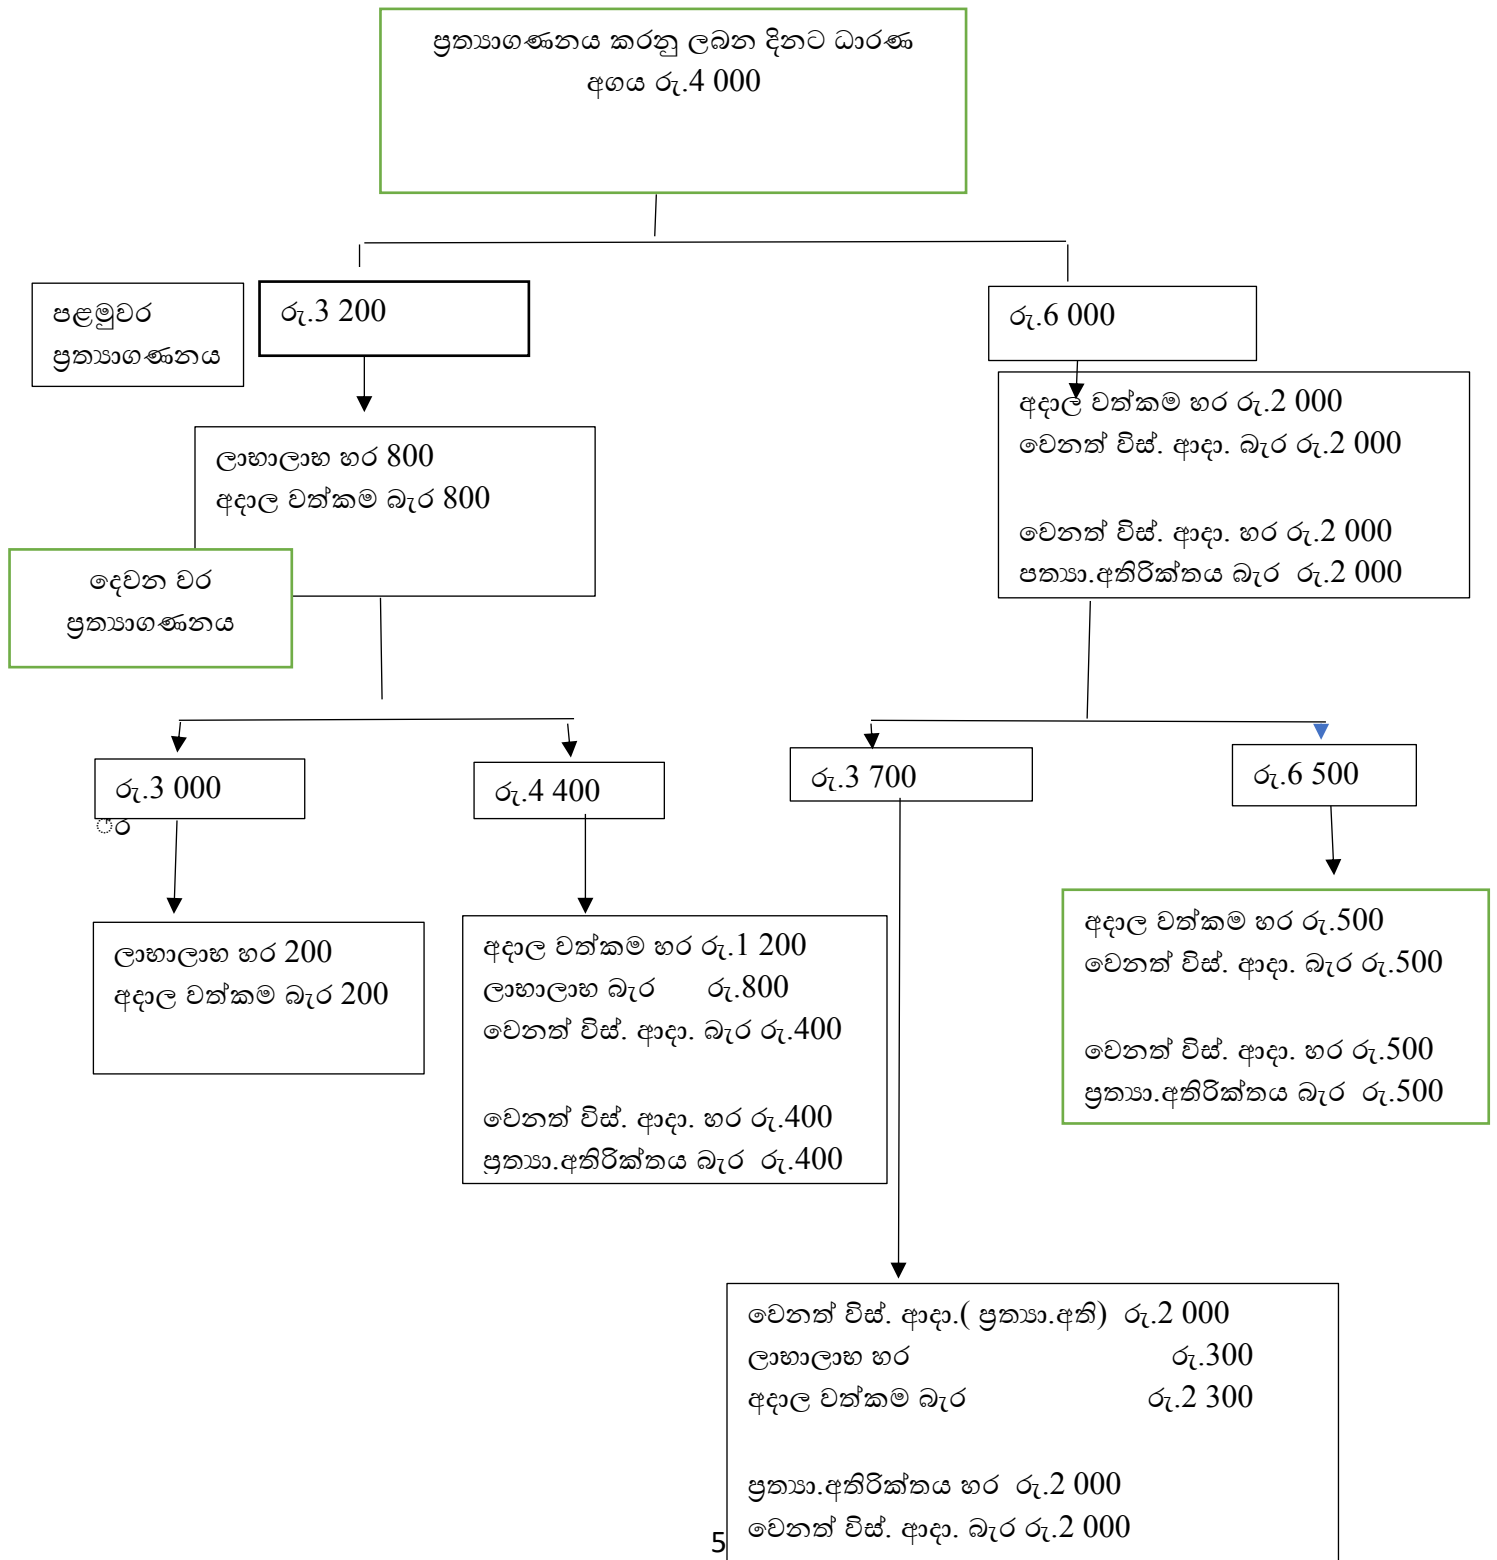 ප්‍රත්‍යාගණනය කරනු ලබන දිනට ධාරණ
අගය රු.4 000
පළමුවර
ප්‍රත්‍යාගණනය
රු.3 200
රු.6 000
ලාභාලාභ හර 800
අදාල වත්කම බැර 800
අදාල වත්කම හර රු.2 000
වෙනත් විස්. ආදා. බැර රු.2 000
වෙනත් විස්. ආදා. හර රු.2 000
පත්‍යා.අතිරික්තය බැර රු.2 000
දෙවන වර
ප්‍රත්‍යාගණනය
රු.3 000
රු.4 400
රු.3 700
රු.6 500
ලාභාලාභ හර 200
අදාල වත්කම බැර 200
අදාල වත්කම හර රු.1 200
ලාභාලාභ බැර රු.800
වෙනත් විස්. ආදා. බැර රු.400
වෙනත් විස්. ආදා. හර රු.400
ප්‍රත්‍යා.අතිරික්තය බැර රු.400
අදාල වත්කම හර රු.500
වෙනත් විස්. ආදා. බැර රු.500
වෙනත් විස්. ආදා. හර රු.500
ප්‍රත්‍යා.අතිරික්තය බැර රු.500
වෙනත් විස්. ආදා.( ප්‍රත්‍යා.අති) රු.2 000
ලාභාලාභ හර රු.300
අදාල වත්කම බැර රු.2 300
ප්‍රත්‍යා.අතිරික්තය හර රු.2 000
වෙනත් විස්. ආදා. බැර රු.2 000
5